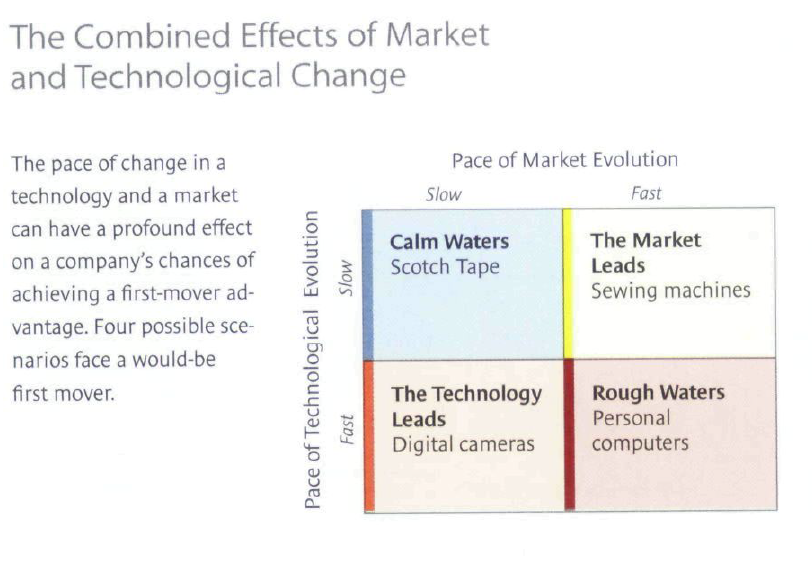 The Combined Effects of Market
and Technological Change
The pace of change in a
technology and a market
can have a profound effect
on a company's chances of
achieving a first-mover ad-
vantage. Four possible sce-
narios face a would-be
first mover.
Pace of Market Evolution
Slow
Fast
Pace of Technological Evolution
Slow
Calm Waters
Scotch Tape
The Market
Leads
Sewing machines
Fast
The Technology
Leads
Digital cameras
Rough Waters
Personal
computers